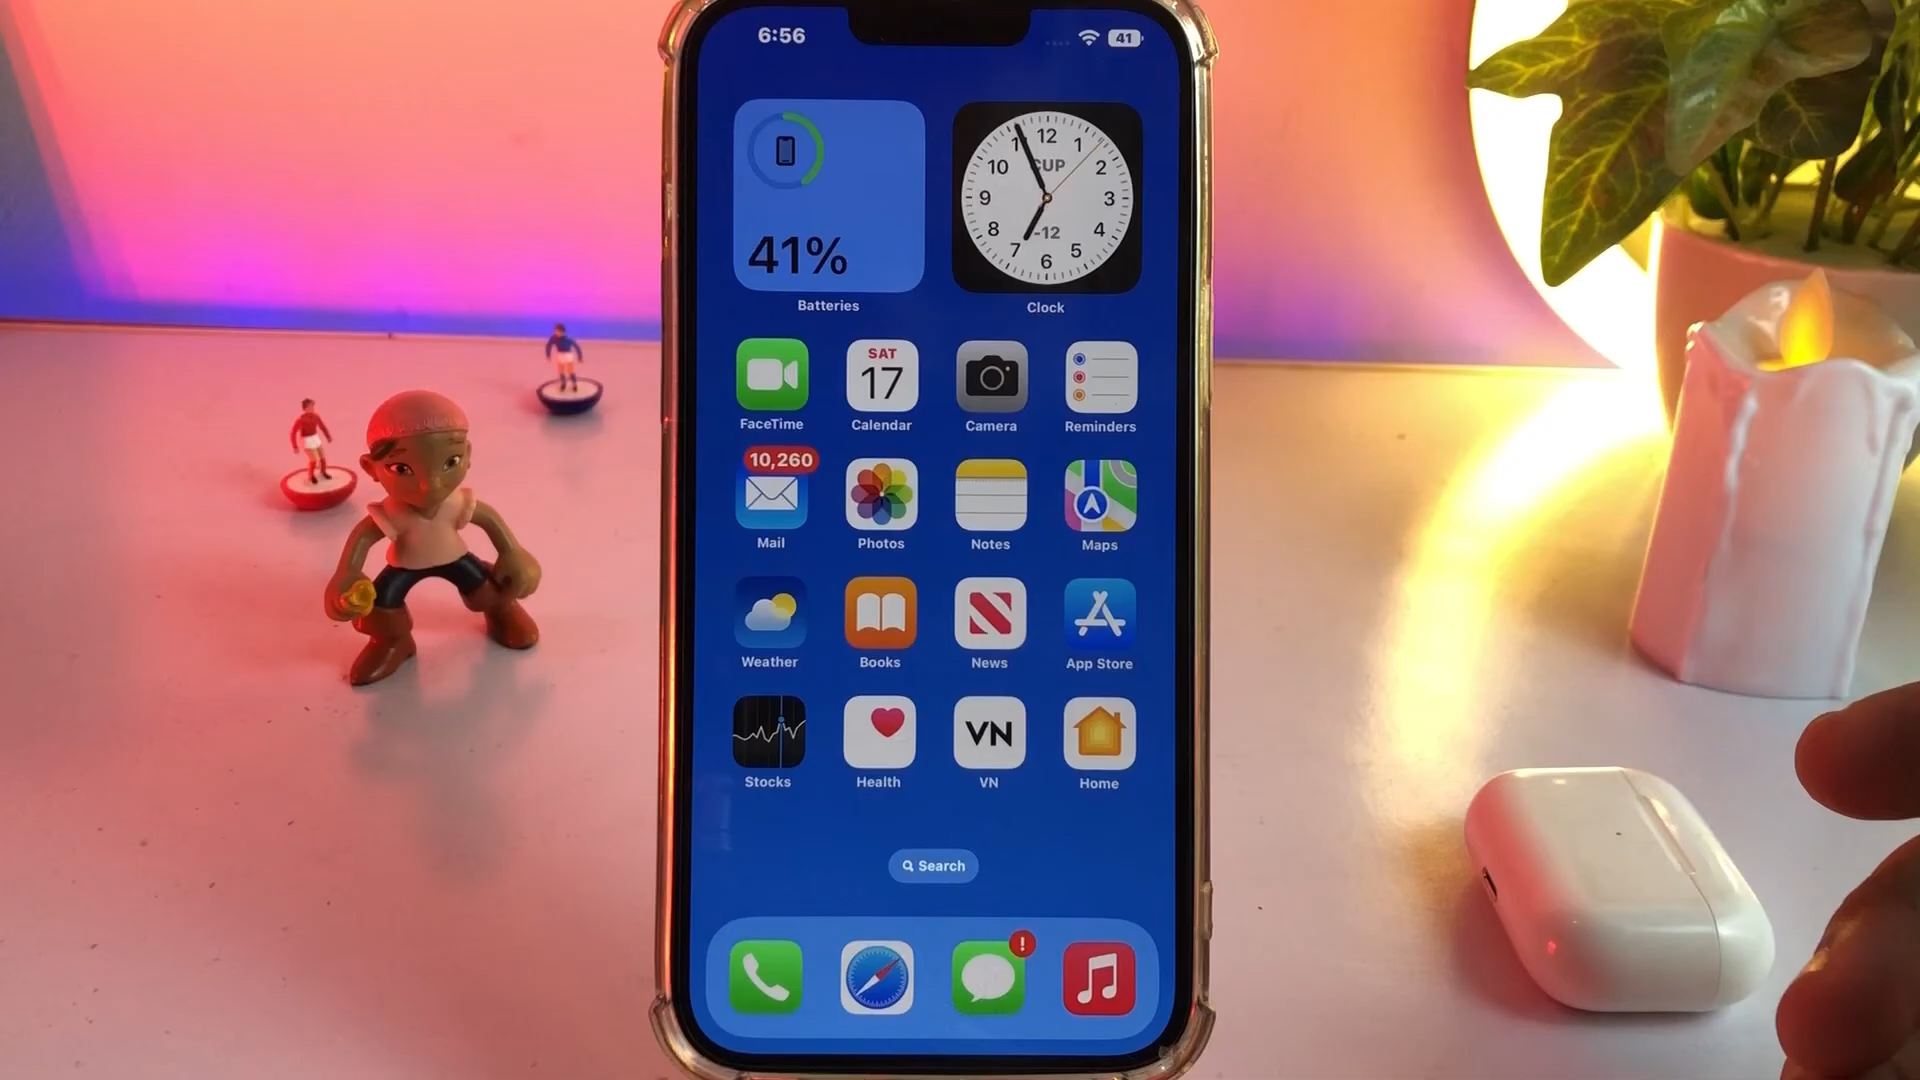 6:56
41
41%
Batteries
12
1
2
3
4
5
6
7
8
9
10
CUP
-12
Clock
FaceTime
SAT
17
Calendar
Camera
Reminders
10,260
Mail
Photos
Notes
Maps
Weather
Books
News
App Store
Stocks
Health
VN
VN
Home
Search
!